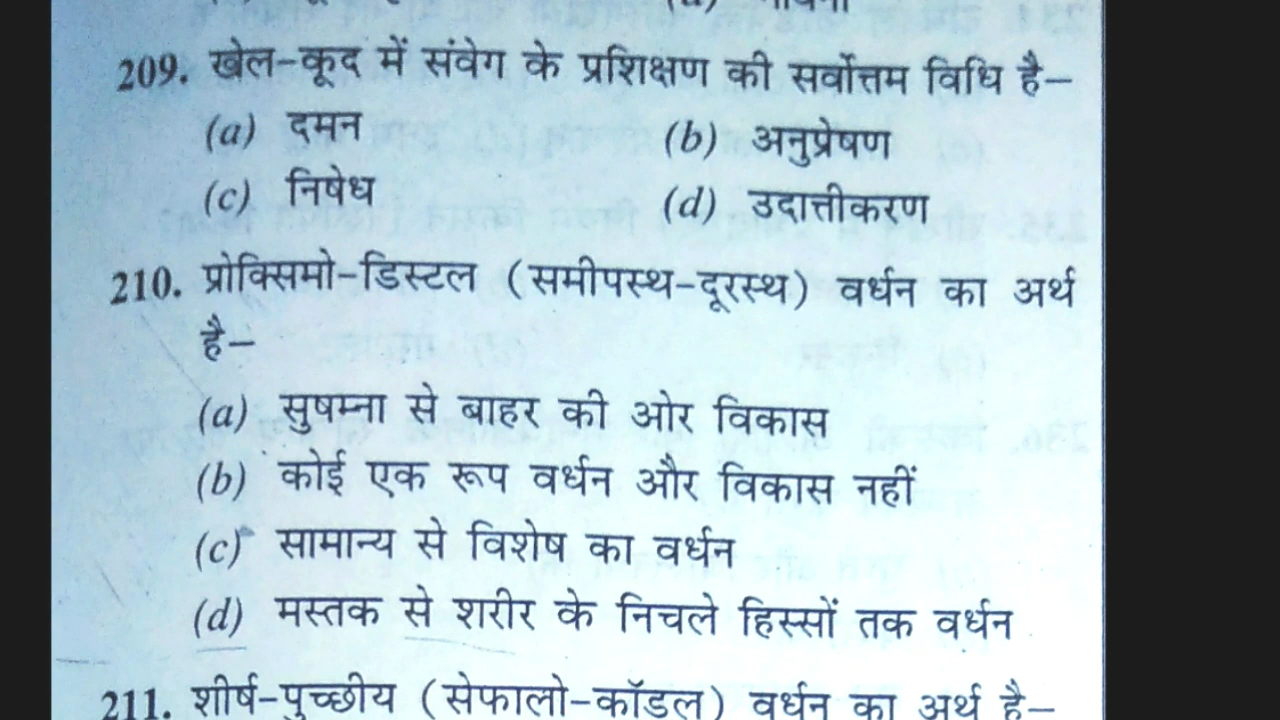 209. खेल-कूद में संवेग के प्रशिक्षण की सर्वोत्तम विधि है–
(a) दमन (b) अनुप्रेषण
(c) निषेध (d) उदात्तीकरण
210. प्रोक्सिमो-डिस्टल (समीपस्थ-दूरस्थ) वर्धन का अर्थ
है–
(a) सुषम्ना से बाहर की ओर विकास
(b) कोई एक रूप वर्धन और विकास नहीं
(c) सामान्य से विशेष का वर्धन
(d) मस्तक से शरीर के निचले हिस्सों तक वर्धन
211. शीर्ष-पुच्छीय (सेफालो-कॉडल) वर्धन का अर्थ है–